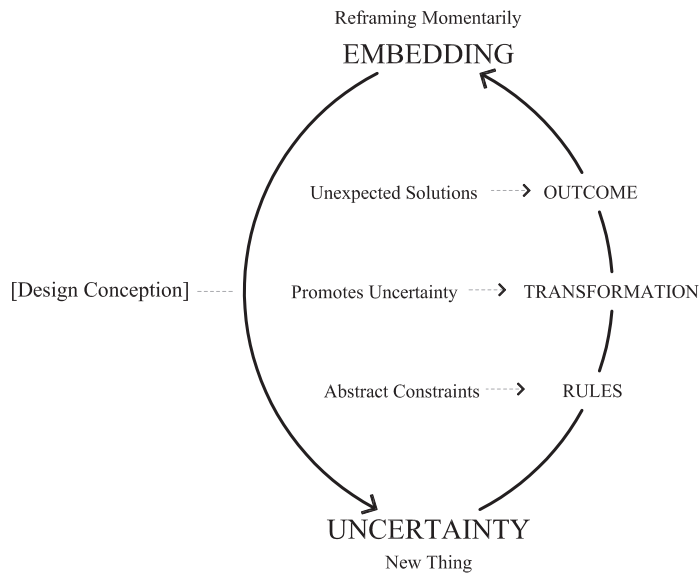 Reframing Momentarily
EMBEDDING
Unexpected Solutions
OUTCOME
[Design Conception]
Promotes Uncertainty
TRANSFORMATION
Abstract Constraints
RULES
UNCERTAINTY
New Thing